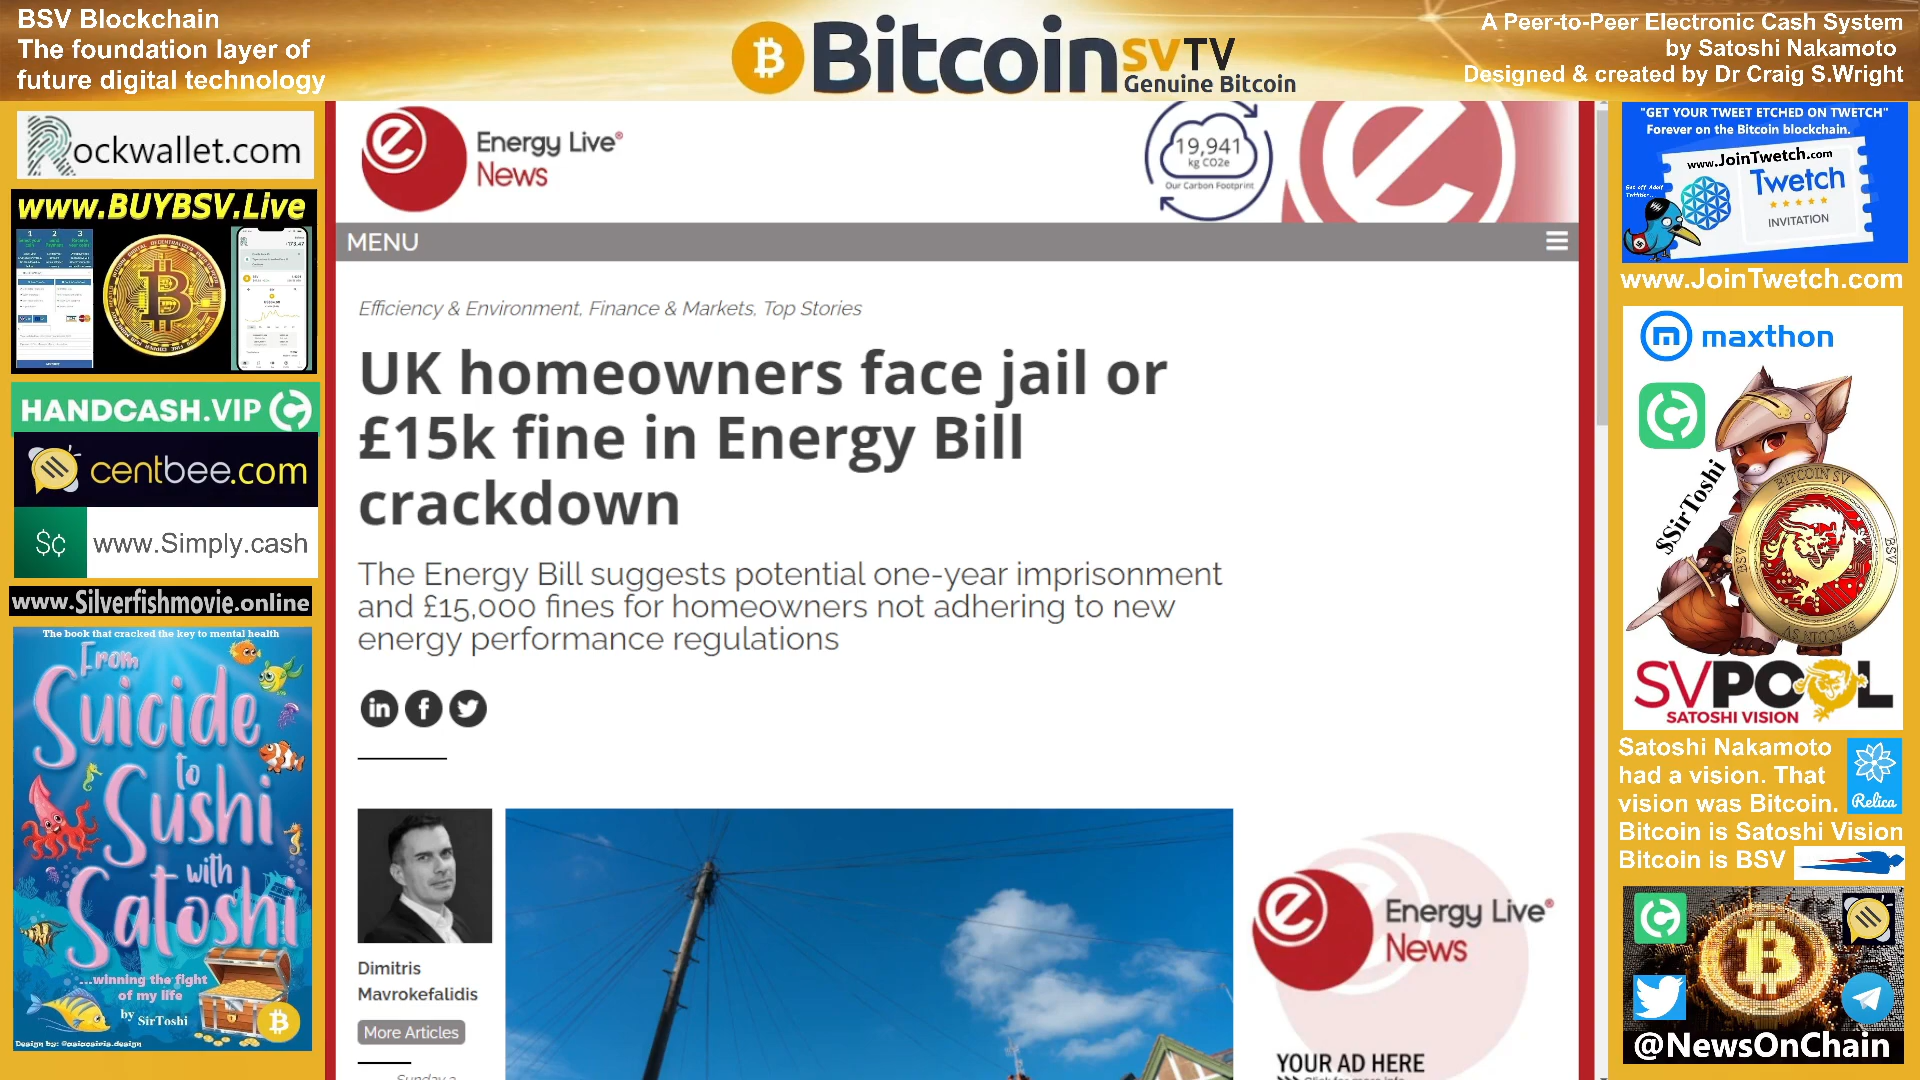 BSV Blockchain
The foundation layer of
future digital technology
BitcoinSVTV
Genuine Bitcoin
A Peer-to-Peer Electronic Cash System
by Satoshi Nakamoto
Designed & created by Dr Craig S.Wright
Rockwallet.com
www.BUYBSV.Live
HANDCASH.VIP
centbee.com
S¢ www.Simply.cash
www.Silverfishmovie.online
The book that cracked the key to mental health
From
Suicide
to
Sushi
with
Satoshi
...winning the fight
of my life
by SirToshi
Energy Live®
News
19,941
kg CO2e
Our Carbon Footprint
MENU
Efficiency & Environment, Finance & Markets, Top Stories
UK homeowners face jail or
£15k fine in Energy Bill
crackdown
The Energy Bill suggests potential one-year imprisonment
and £15,000 fines for homeowners not adhering to new
energy performance regulations
Dimitris
Mavrokefalidis
More Articles
Energy Live®
News
YOUR AD HERE
"GET YOUR TWEET ETCHED ON TWETCH"
Forever on the Bitcoin blockchain.
www.JoinTwetch.com
Twetch
INVITATION
www.JoinTwetch.com
maxthon
$SirToshi
BITCOIN SV
BSV
BSV
BITCOIN SV
SVPOOL
SATOSHI VISION
Satoshi Nakamoto
had a vision. That
vision was Bitcoin.
Relica
Bitcoin is Satoshi Vision
Bitcoin is BSV
@NewsOnChain